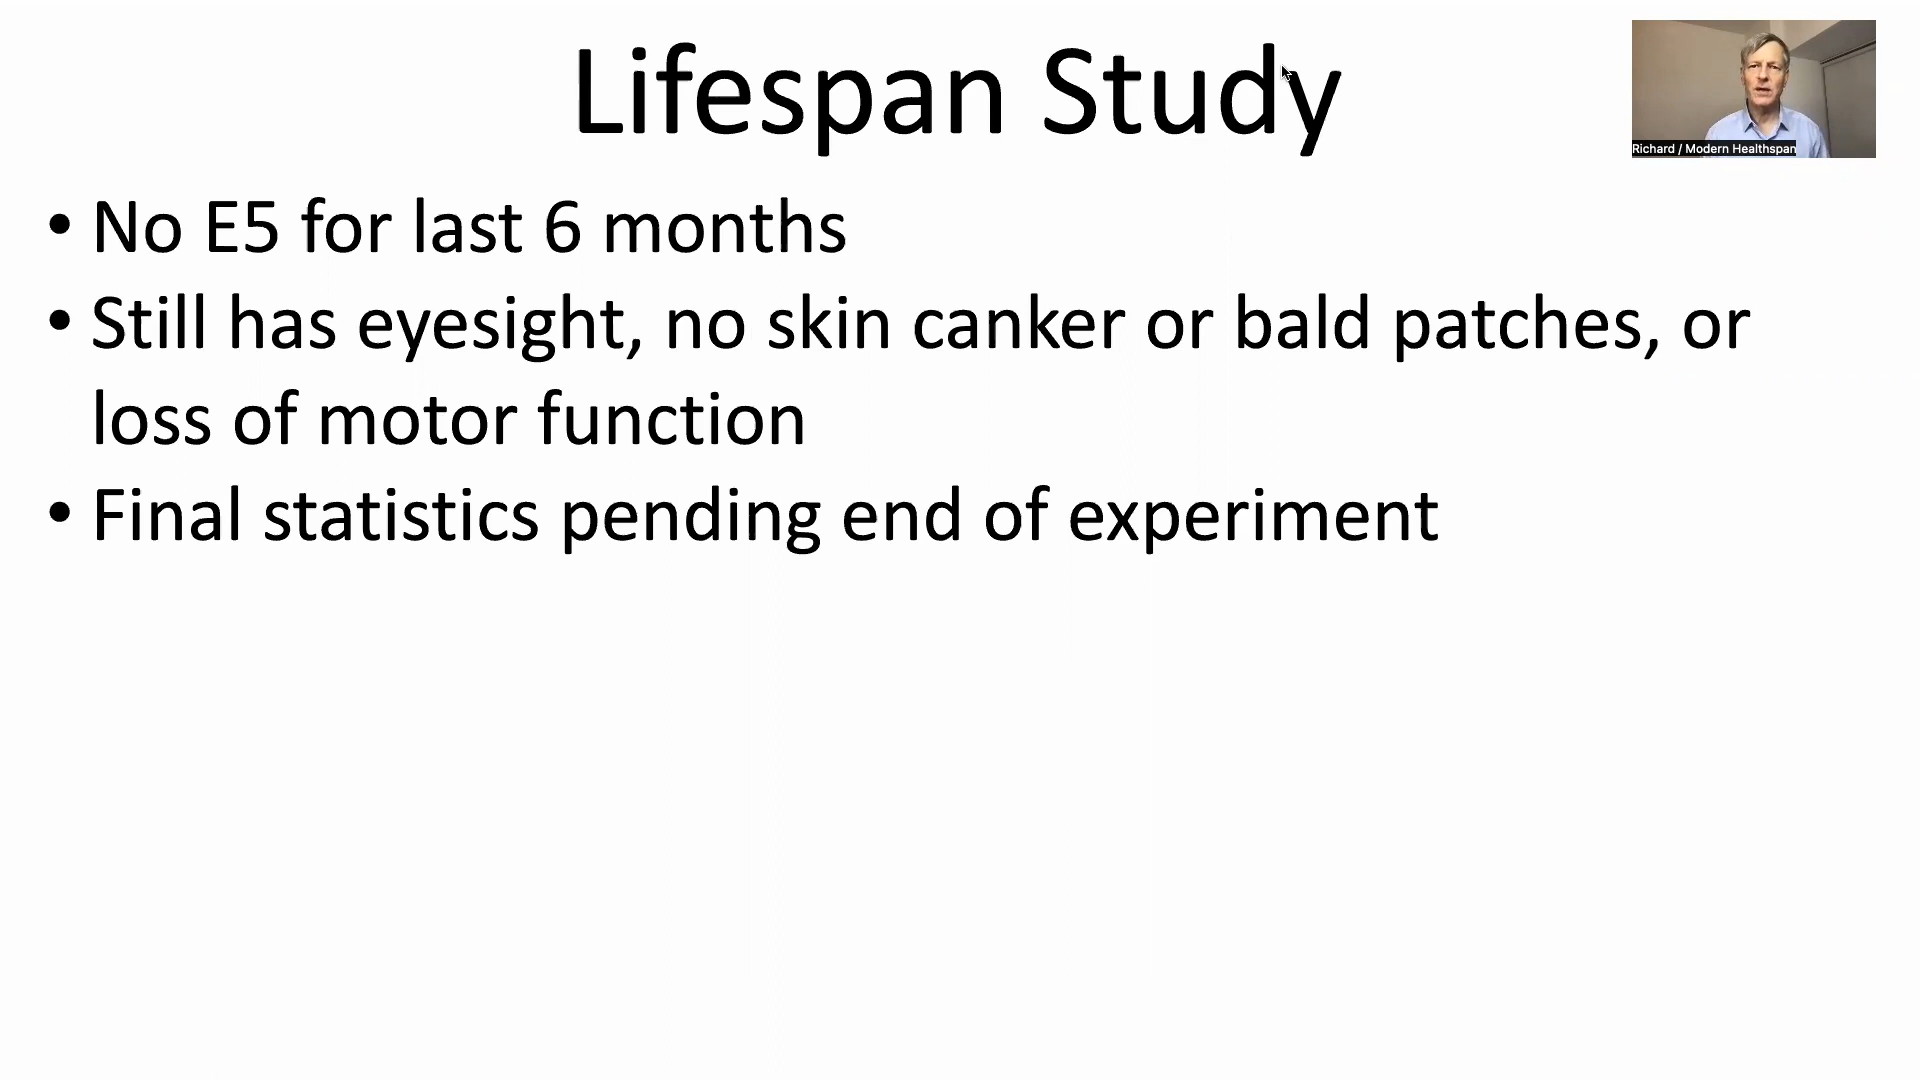 Lifespan Study
Richard / Modern Healthspan
• No E5 for last 6 months
• Still has eyesight, no skin canker or bald patches, or
loss of motor function
• Final statistics pending end of experiment